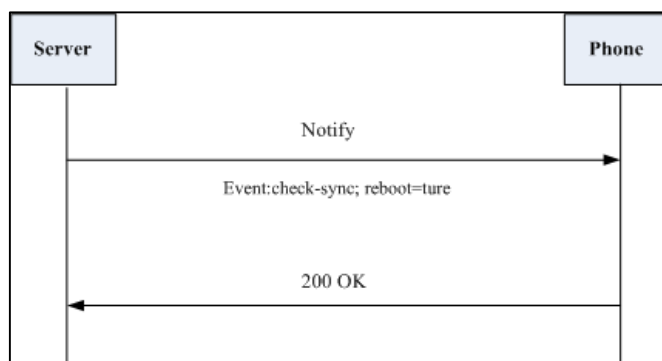 Server
Phone
Notify
Event:check-sync; reboot=ture
200 OK